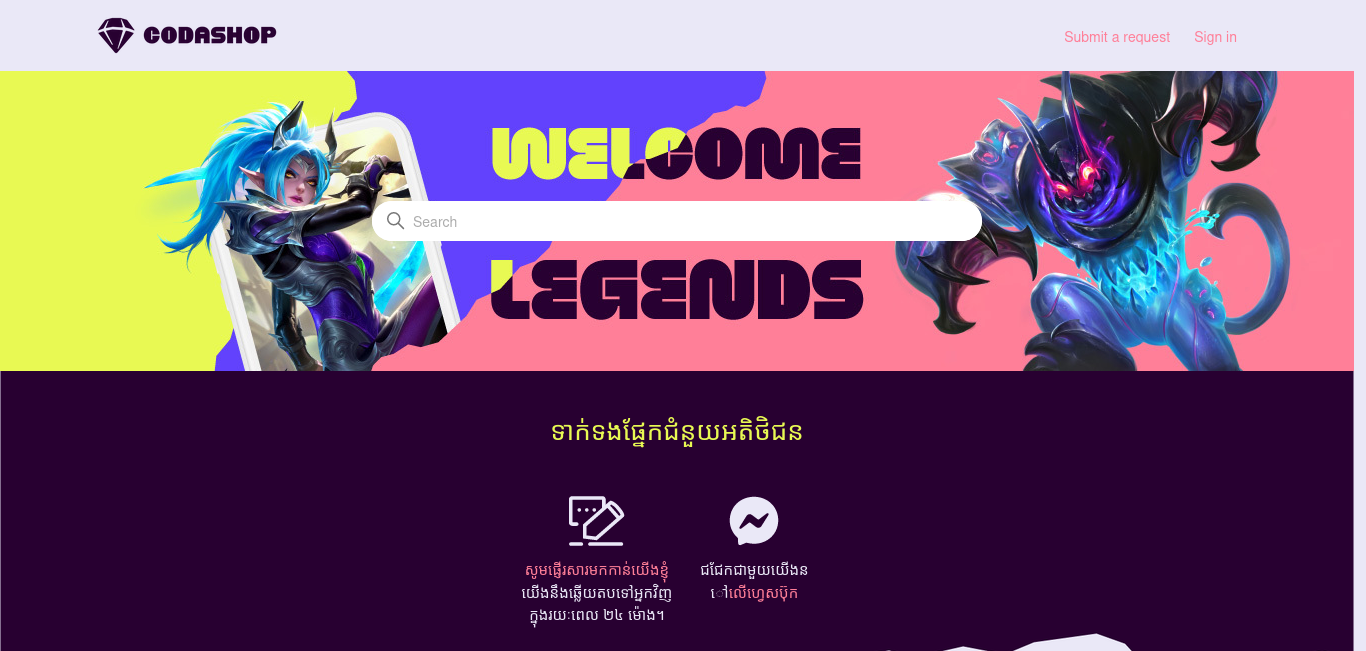 CODASHOP
Submit a request
Sign in
WELCOME
Search
LEGENDS
ទាក់ទងផ្នែកជំនួយអតិថិជន
សូមផ្ញើរសារមកកាន់យើងខ្ញុំ
យើងនឹងឆ្លើយតបទៅអ្នកវិញ
ក្នុងរយៈពេល ២៤ ម៉ោង។
ជជែកជាមួយយើងន
ៅលើហ្វេសប៊ុក